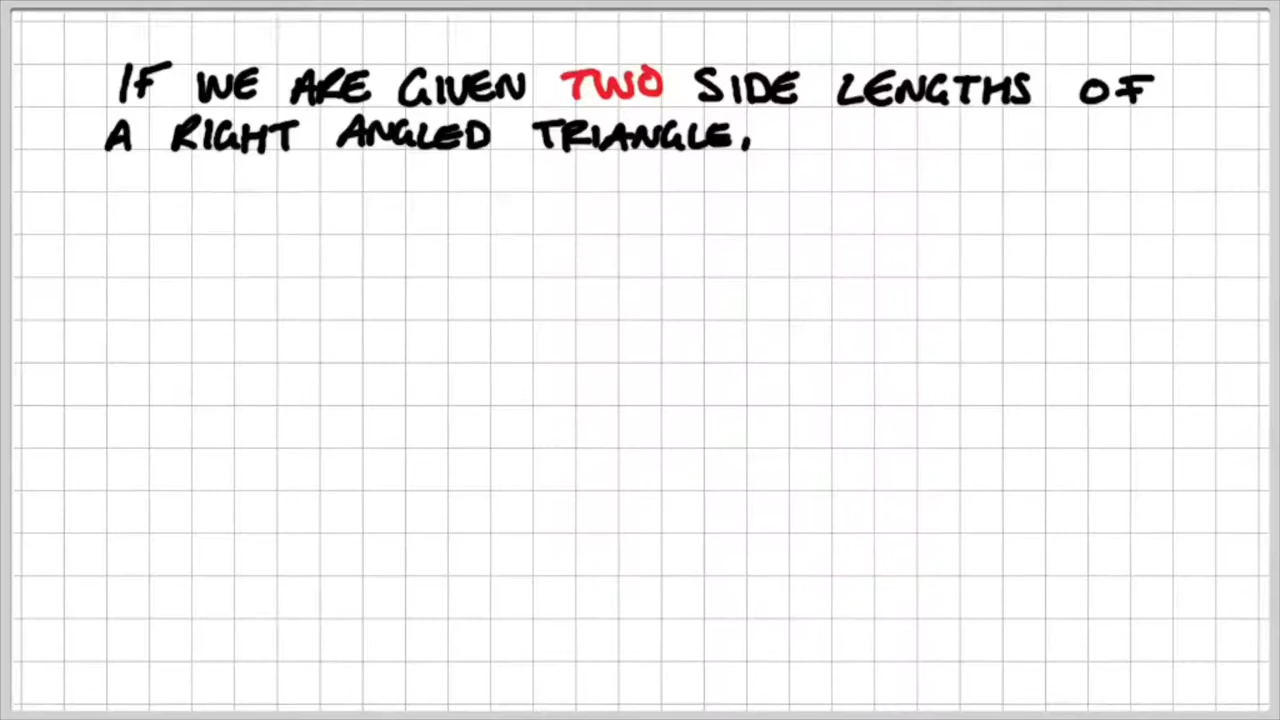 IF WE ARE GIVEN TWO SIDE LENGTHS OF
A RIGHT ANGLED TRIANGLE,